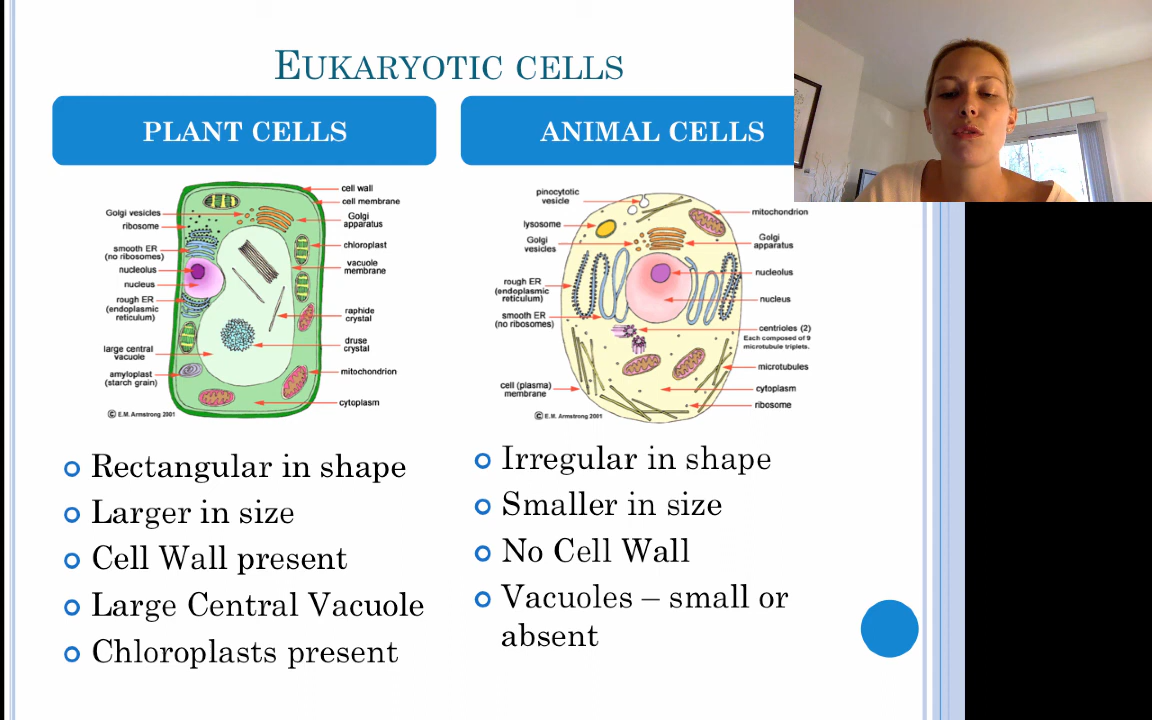 EUKARYOTIC CELLS
PLANT CELLS
cell wall
cell membrane
Golgi vesicles
Golgi
apparatus
ribosome
chloroplast
smooth ER
(no ribosomes)
vacuole
membrane
nucleolus
nucleus
rough ER
(endoplasmic
reticulum)
raphide
crystal
druse
crystal
large central
vacuole
mitochondrion
amyloplast
(starch grain)
cytoplasm
© E.M. Armstrong 2001
Rectangular in shape
Larger in size
Cell Wall present
Large Central Vacuole
Chloroplasts present
ANIMAL CELLS
pinocytotic
vesicle
mitochondrion
lysosome
Golgi
vesicles
Golgi
apparatus
nucleolus
rough ER
(endoplasmic
reticulum)
nucleus
smooth ER
(no ribosomes)
centrioles (2)
Each composed of 9
microtubule triplets.
microtubules
cell (plasma)
membrane
cytoplasm
ribosome
© E.M. Armstrong 2001
Irregular in shape
Smaller in size
No Cell Wall
Vacuoles – small or
absent